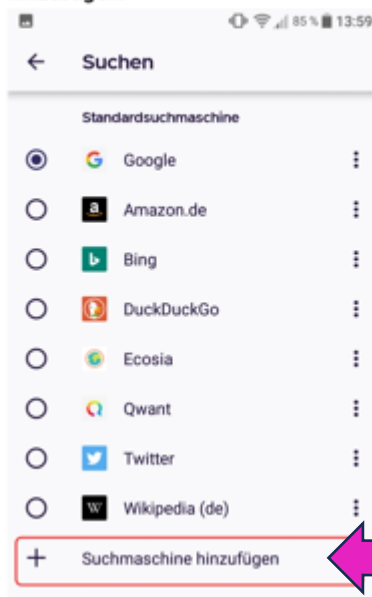 85 % 13:59
Suchen
Standardsuchmaschine
Google
Amazon.de
Bing
DuckDuckGo
Ecosia
Qwant
Twitter
Wikipedia (de)
Suchmaschine hinzufügen